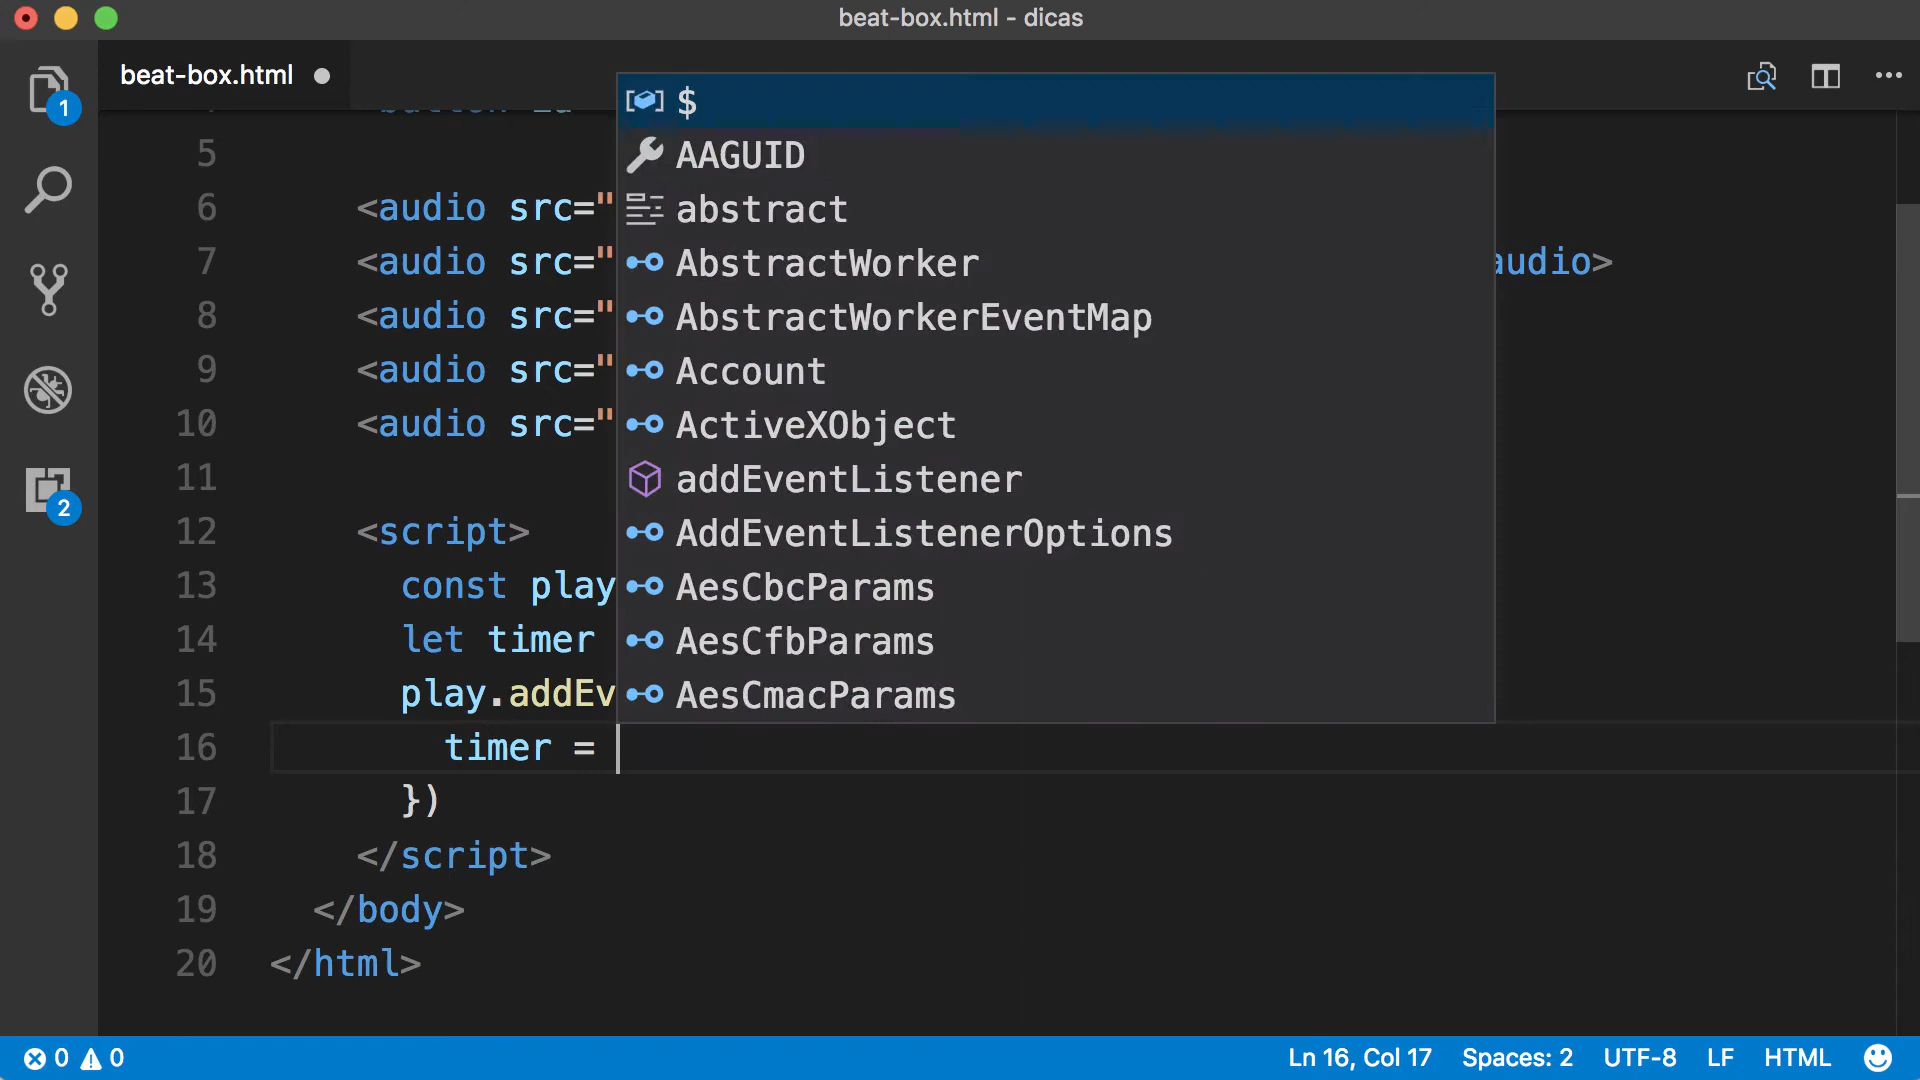 beat-box.html - dicas
beat-box.html
1
5
6 <audio src="
7 <audio src=" audio>
8 <audio src="
9 <audio src="
10 <audio src="
11
12 <script>
13 const play
14 let timer
15 play.addEv
16 timer =
17 })
18 </script>
19 </body>
20 </html>
$
AAGUID
abstract
AbstractWorker
AbstractWorkerEventMap
Account
ActiveXObject
addEventListener
AddEventListenerOptions
AesCbcParams
AesCfbParams
AesCmacParams
2
0 0
Ln 16, Col 17 Spaces: 2 UTF-8 LF HTML